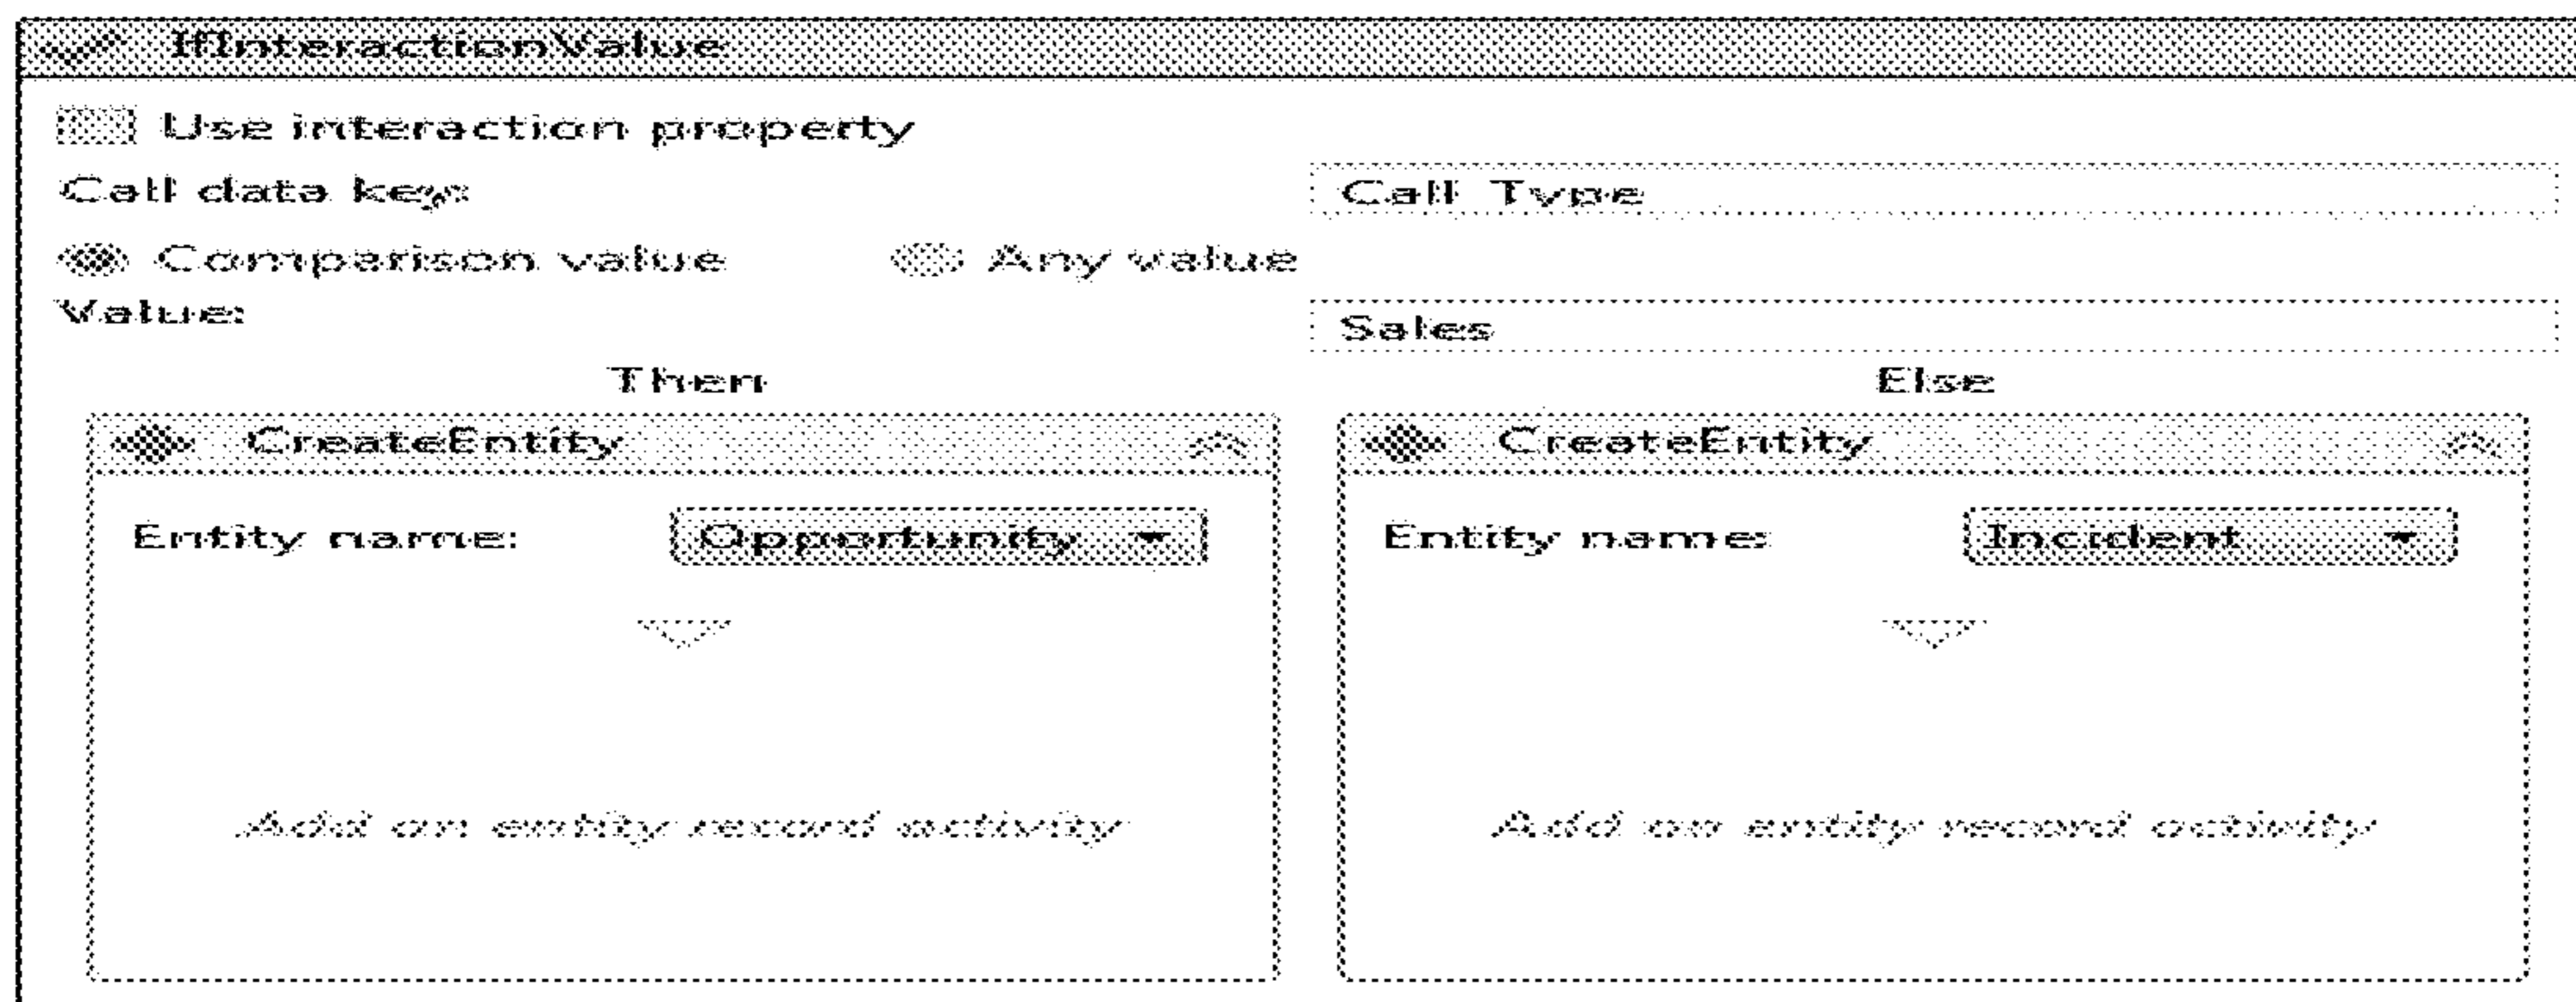 IfInteractionValue
Use interaction property
Call data key: Call Type
Comparison value Any value
Value: Sales
Then Else
CreateEntity CreateEntity
Entity name: Opportunity Entity name: Incident
Add an entity record activity Add an entity record activity